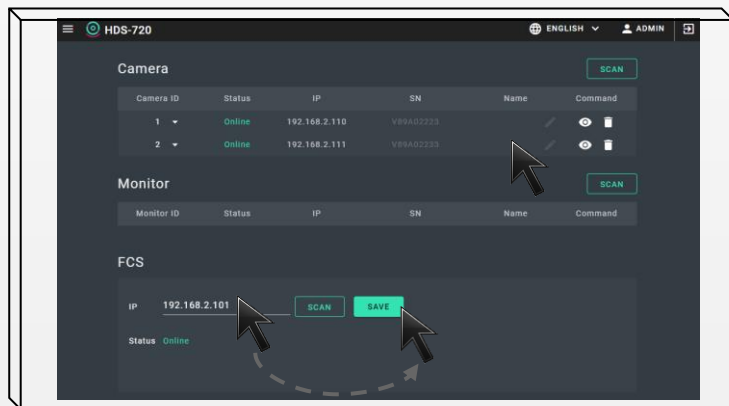 HDS-720 ENGLISH ADMIN
Camera SCAN
Camera ID Status IP SN Name Command
1 Online 192.168.2.110 V89A02223
2 Online 192.168.2.111 V89A02233
Monitor SCAN
Monitor ID Status IP SN Name Command
FCS
IP 192.168.2.101 SCAN SAVE
Status Online